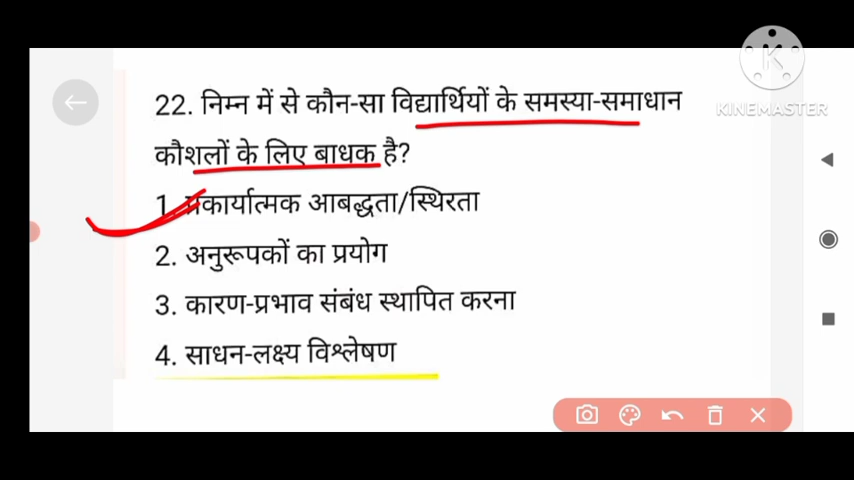 KINEMASTER
22. निम्न में से कौन-सा विद्यार्थियों के समस्या-समाधान
कौशलों के लिए बाधक है?
1. प्रकार्यात्मक आबद्धता/स्थिरता
2. अनुरूपकों का प्रयोग
3. कारण-प्रभाव संबंध स्थापित करना
4. साधन-लक्ष्य विश्लेषण